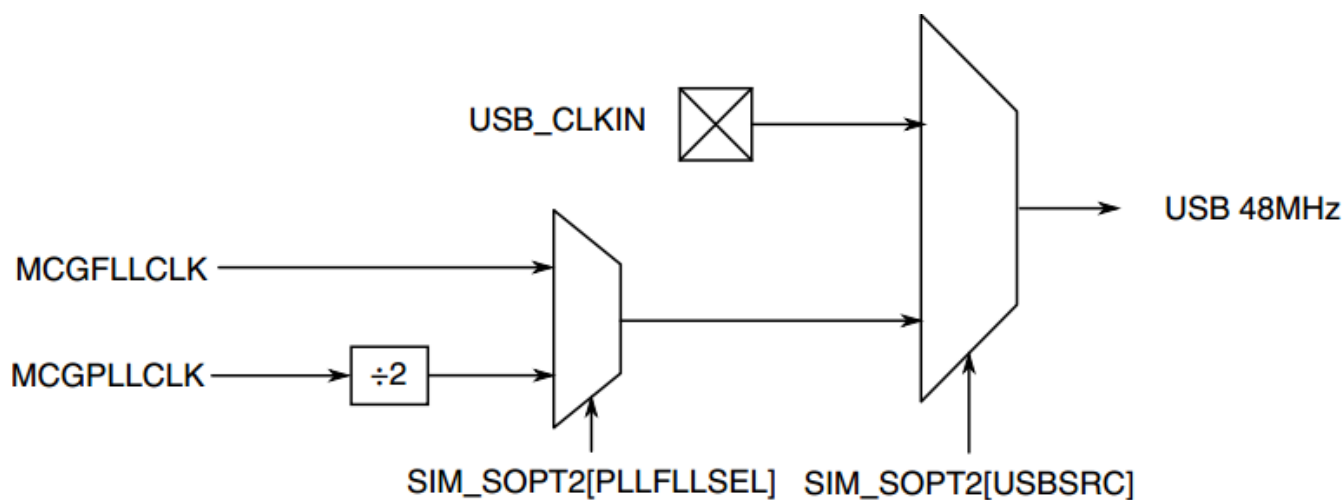 USB_CLKIN
USB 48MHz
MCGFLLCLK
MCGPLLCLK
÷2
SIM_SOPT2[PLLFLLSEL]
SIM_SOPT2[USBSRC]